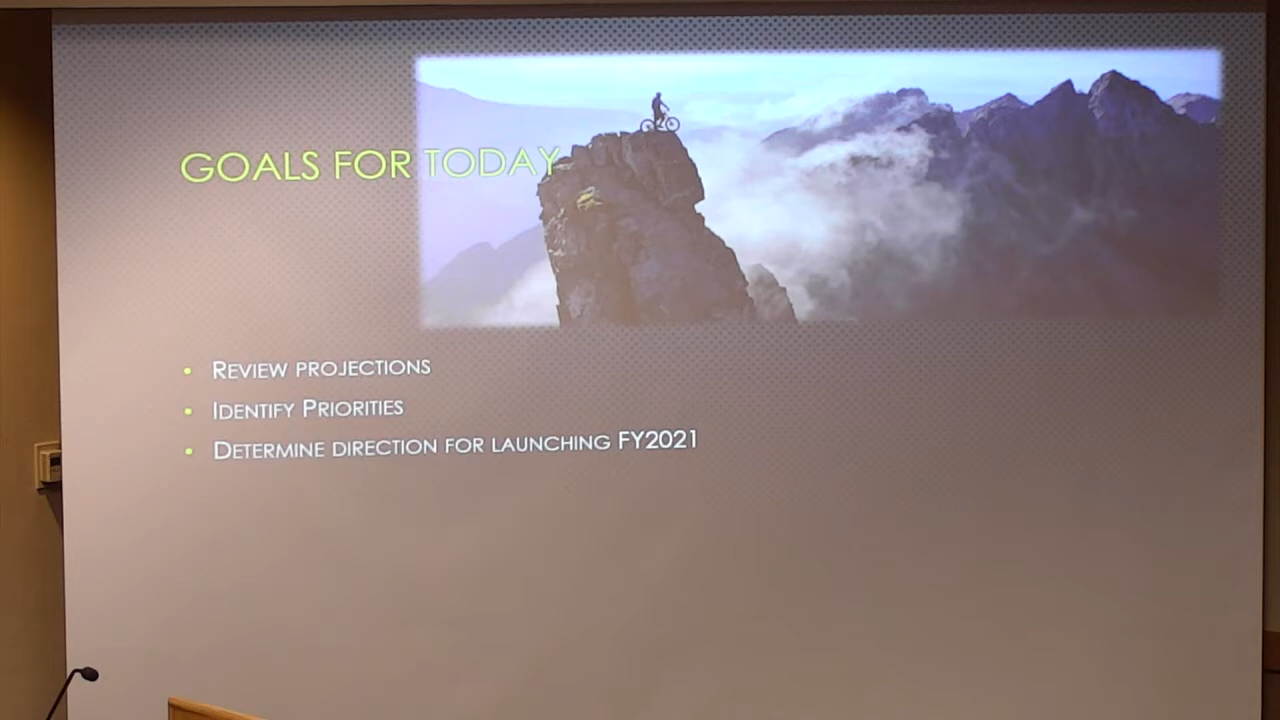 GOALS FOR TODAY
• REVIEW PROJECTIONS
• IDENTIFY PRIORITIES
• DETERMINE DIRECTION FOR LAUNCHING FY2021